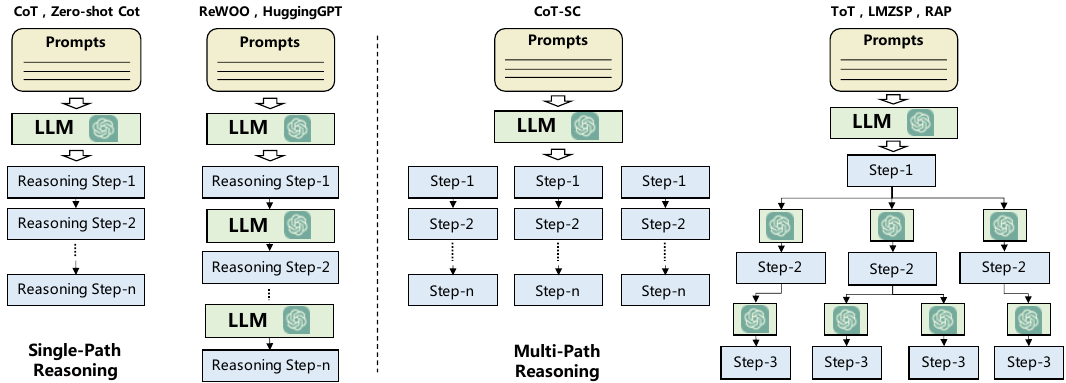 CoT , Zero-shot Cot
Prompts
LLM
Reasoning Step-1
Reasoning Step-2
Reasoning Step-n
ReWOO , HuggingGPT
Prompts
LLM
Reasoning Step-1
LLM
Reasoning Step-2
LLM
Reasoning Step-n
Single-Path
Reasoning
CoT-SC
Prompts
LLM
Step-1
Step-1
Step-1
Step-2
Step-2
Step-2
Step-n
Step-n
Step-n
Multi-Path
Reasoning
ToT , LMZSP , RAP
Prompts
LLM
Step-1
Step-2
Step-2
Step-2
Step-3
Step-3
Step-3
Step-3